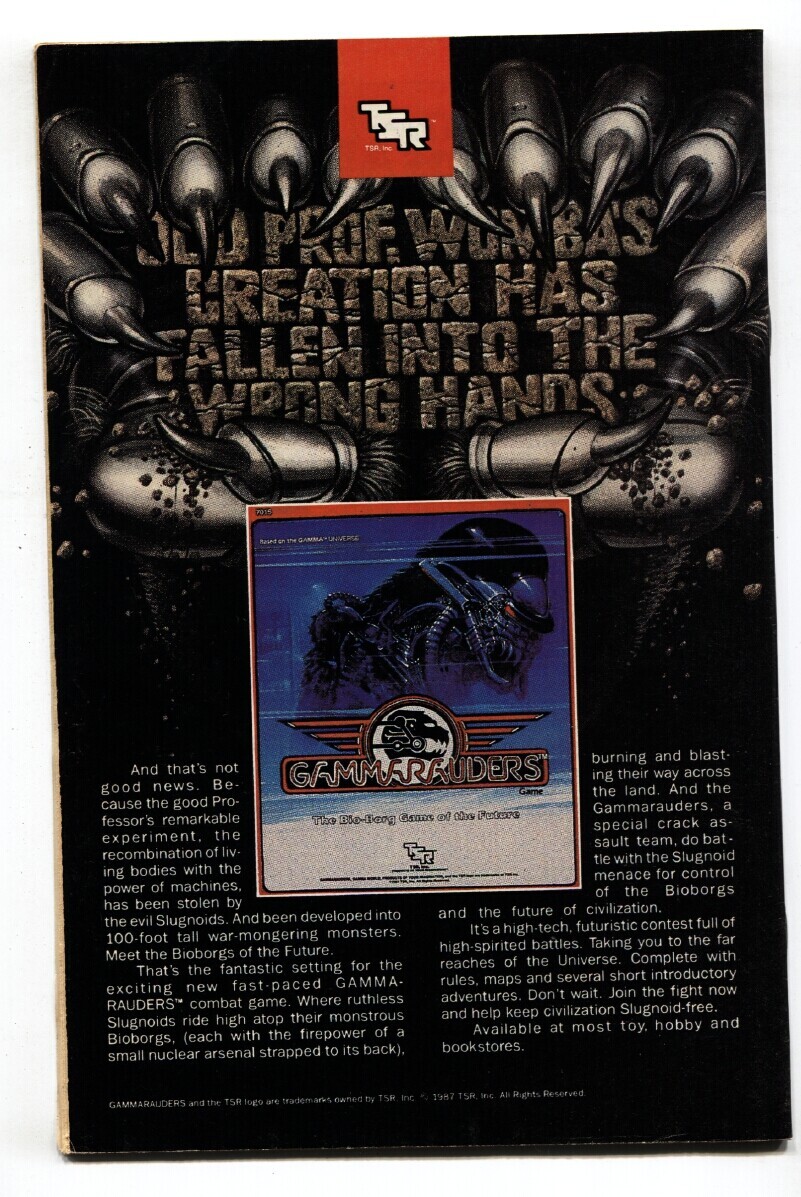 TSR™
TSR, Inc.
OLD PROF. WOMBA'S
CREATION HAS
FALLEN INTO THE
WRONG HANDS.
7015
Based on the GAMMA™ UNIVERSE
GAMMARAUDERS™
Game
The Bio-Borg Game of the Future
TSR
TSR, Inc.
And that's not
good news. Be-
cause the good Pro-
fessor's remarkable
experiment, the
recombination of liv-
ing bodies with the
power of machines,
has been stolen by
the evil Slugnoids. And been developed into
100-foot tall war-mongering monsters.
Meet the Bioborgs of the Future.
That's the fantastic setting for the
exciting new fast-paced GAMMA-
RAUDERS™ combat game. Where ruthless
Slugnoids ride high atop their monstrous
Bioborgs, (each with the firepower of a
small nuclear arsenal strapped to its back),
burning and blast-
ing their way across
the land. And the
Gammarauders, a
special crack as-
sault team, do bat-
tle with the Slugnoid
menace for control
of the Bioborgs
and the future of civilization.
It's a high-tech, futuristic contest full of
high-spirited battles. Taking you to the far
reaches of the Universe. Complete with
rules, maps and several short introductory
adventures. Don't wait. Join the fight now
and help keep civilization Slugnoid-free.
Available at most toy, hobby and
bookstores.
GAMMARAUDERS and the TSR logo are trademarks owned by TSR, Inc. © 1987 TSR, Inc. All Rights Reserved.